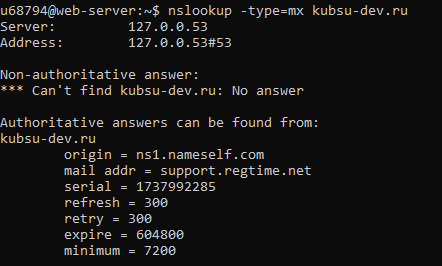 u68794@web-server:~$ nslookup -type=mx kubsu-dev.ru
Server:         127.0.0.53
Address:        127.0.0.53#53

Non-authoritative answer:
*** Can't find kubsu-dev.ru: No answer

Authoritative answers can be found from:
kubsu-dev.ru
        origin = ns1.nameself.com
        mail addr = support.regtime.net
        serial = 1737992285
        refresh = 300
        retry = 300
        expire = 604800
        minimum = 7200